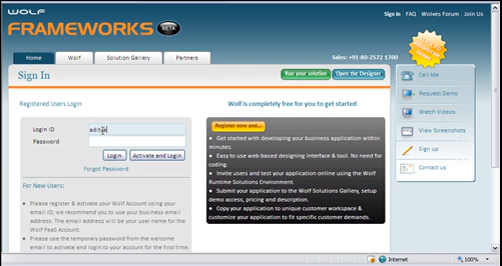 WOLF
FRAMEWORKS BETA
Sign In FAQ Wolves Forum Join Us
REGISTER NOW!
Home Wolf Solution Gallery Partners
Sales: +91-80-2572 1700
Sign In
Run your solution Open the Designer
Call Me
Request Demo
Watch Videos
View Screenshots
Sign up
Contact us
Registered Users Login
Login ID
Password
Login Activate and Login
Forgot Password
For New Users:
Please register & activate your Wolf Account using your
email ID, we recommend you to use your business email
address. The email address will be your user name for the
Wolf PaaS Account.
Please use the temporary password from the welcome
email to activate and login to your account for the first time.
Wolf is completely free for you to get started
Register now and...
Get started with developing your business application within
minutes.
Easy to use web based designing interface & tool. No need for
coding
Invite users and test your application online using the Wolf
Runtime Solutions Environment.
Submit your application to the Wolf Solutions Gallery, setup
demo access, pricing and description.
Copy your application to unique customer workspace &
customize your application to fit specific customer demands.
Internet
100%